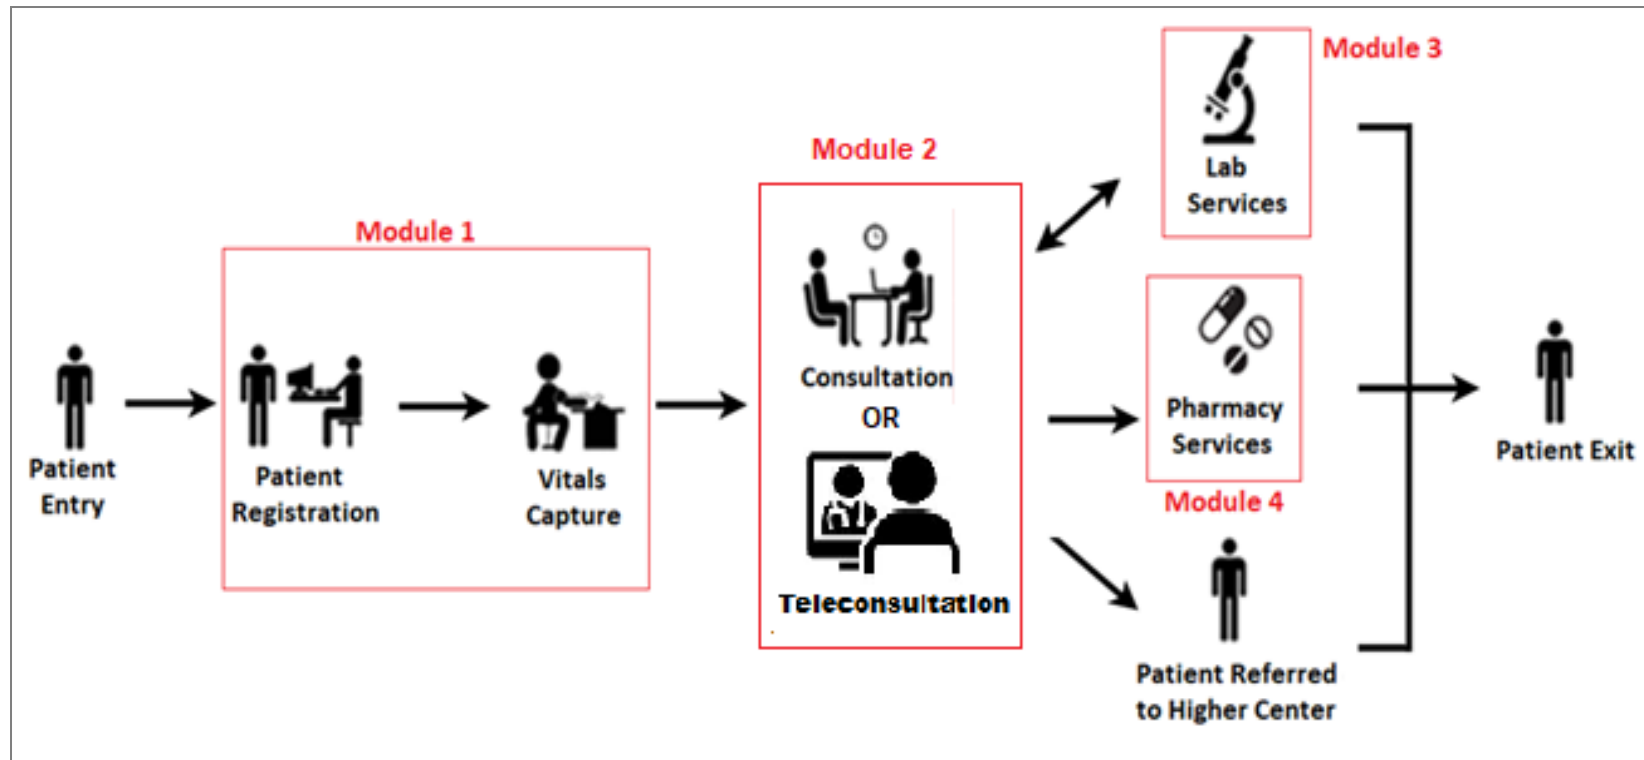 Patient
Entry
Module 1
Patient
Registration
Vitals
Capture
Module 2
Consultation
OR
Teleconsultation
Module 3
Lab
Services
Pharmacy
Services
Module 4
Patient Referred
to Higher Center
Patient Exit